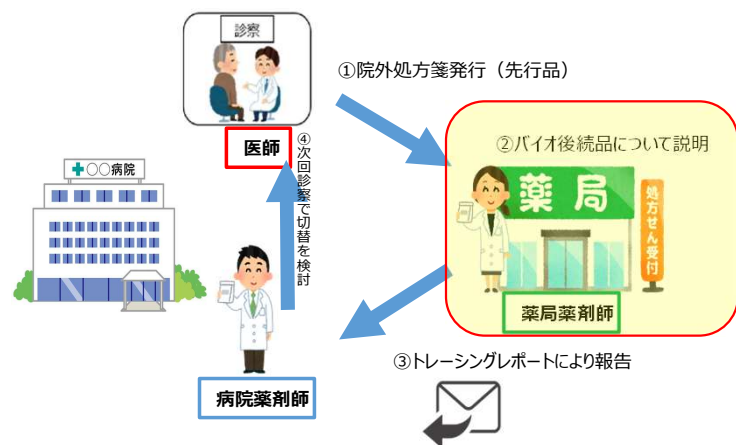 診察
①院外処方箋発行（先行品）
医師
④次回診察で切替を検討
②バイオ後続品について説明
〇〇病院
薬局
処方せん受付
薬局薬剤師
③トレーシングレポートにより報告
病院薬剤師